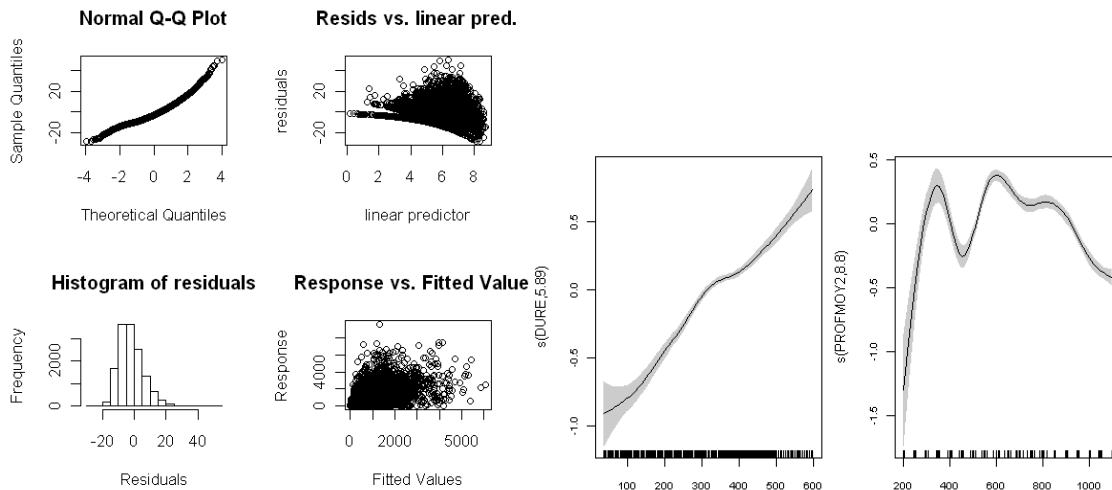 Normal Q-Q Plot
Sample Quantiles
20
-20
-4 -2 0 2 4
Theoretical Quantiles
Resids vs. linear pred.
residuals
20
-20
0 2 4 6 8
linear predictor
Histogram of residuals
Frequency
2000
0
-20 0 20 40
Residuals
Response vs. Fitted Value
Response
4000
0
0 2000 5000
Fitted Values
s(DURE,5.89)
0.5
0.0
-0.5
-1.0
100 200 300 400 500 600
s(PROFMOY2,8.8)
0.5
0.0
-0.5
-1.0
-1.5
200 400 600 800 1000